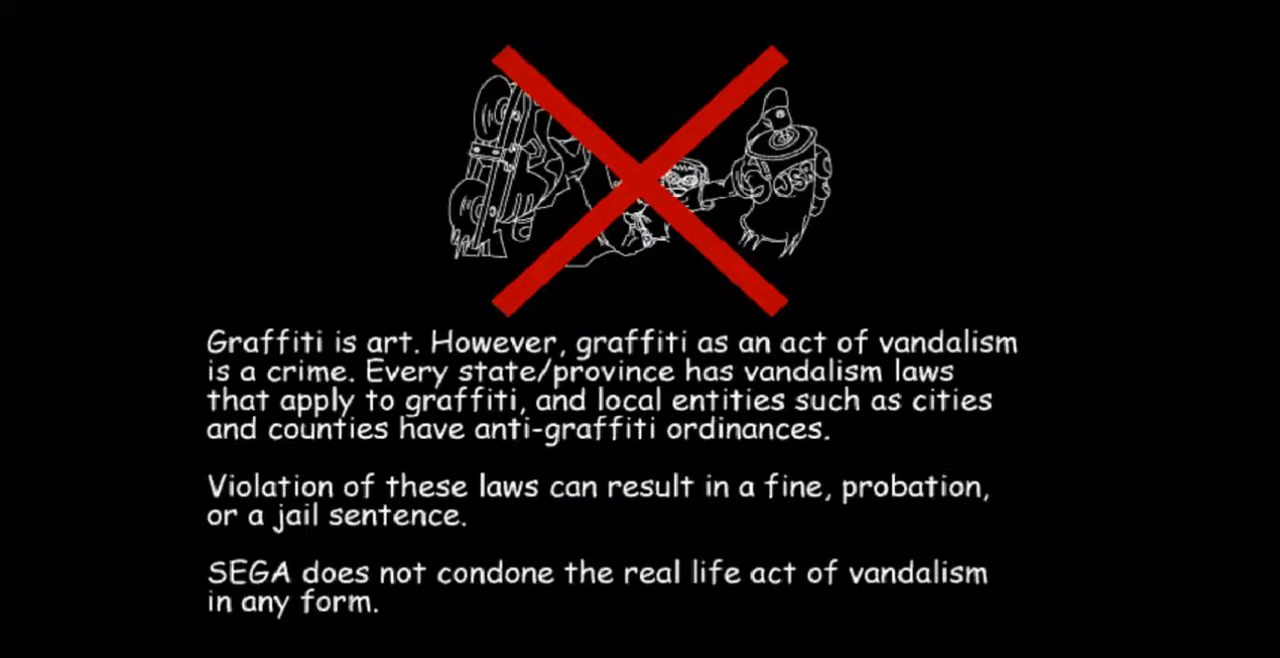 JSR
Graffiti is art. However, graffiti as an act of vandalism
is a crime. Every state/province has vandalism laws
that apply to graffiti, and local entities such as cities
and counties have anti-graffiti ordinances.
Violation of these laws can result in a fine, probation,
or a jail sentence.
SEGA does not condone the real life act of vandalism
in any form.